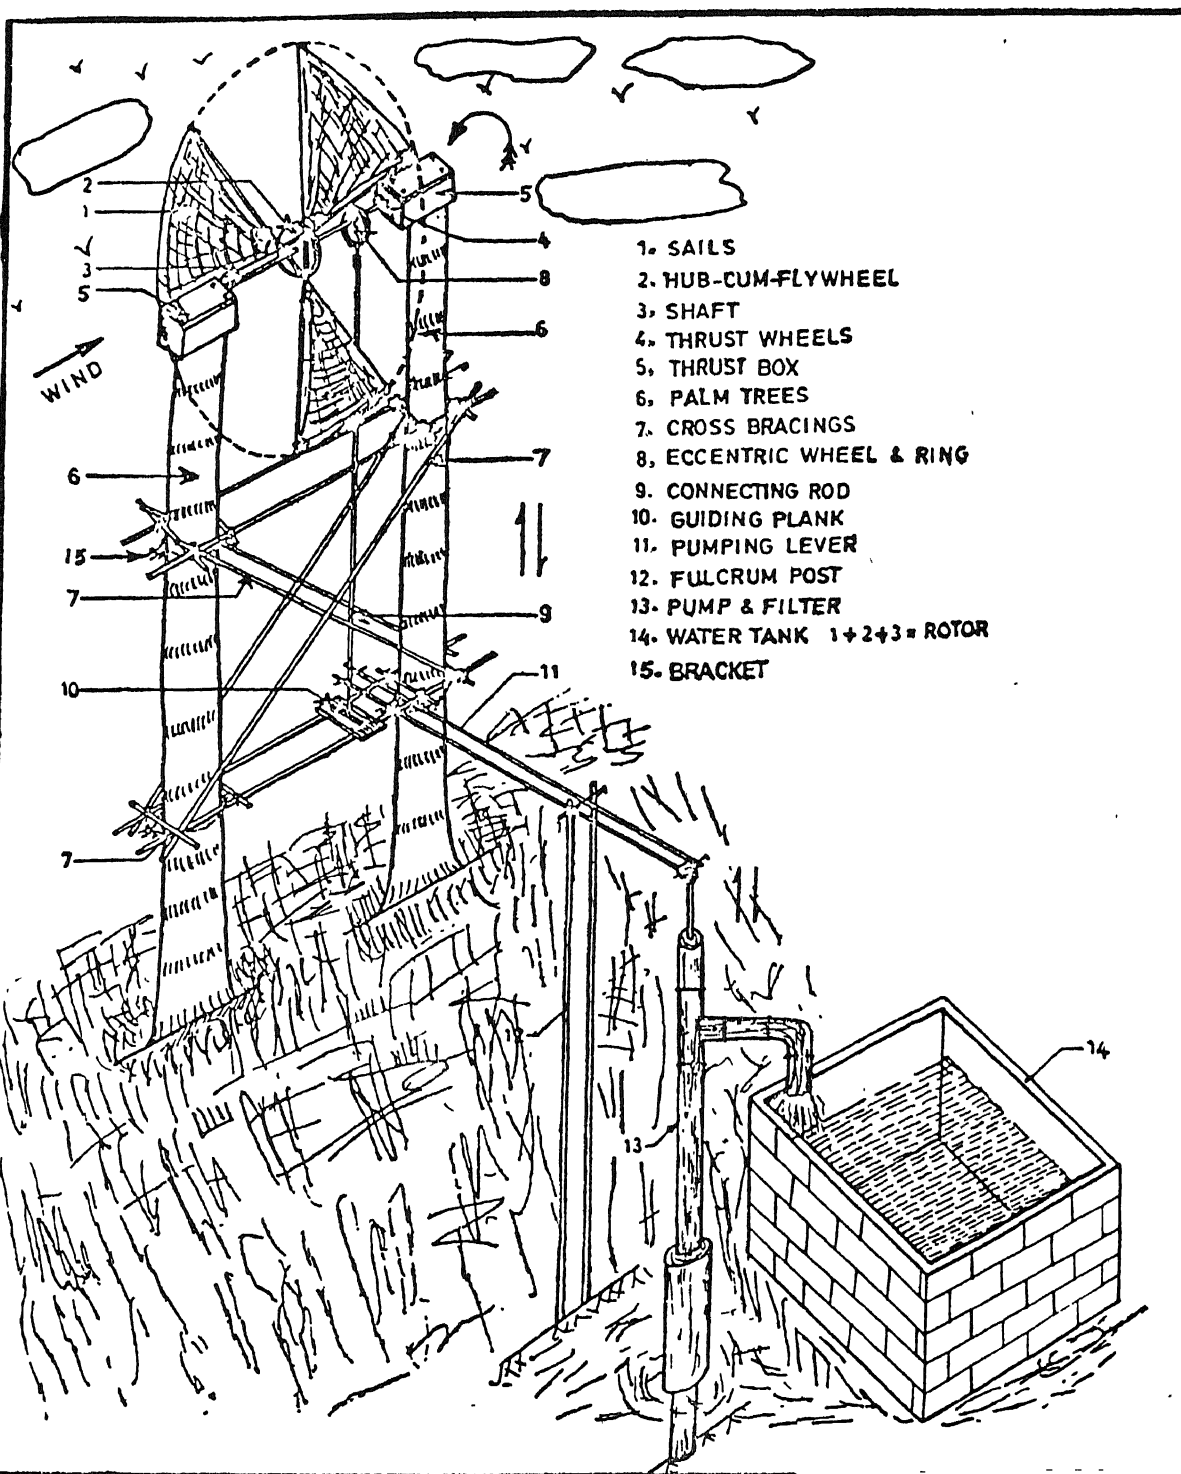 2
1
3
5
WIND
6
15
7
10
7
5
4
8
6
7
9
11
12
13
14
1. SAILS
2. HUB-CUM-FLYWHEEL
3, SHAFT
4. THRUST WHEELS
5, THRUST BOX
6, PALM TREES
7. CROSS BRACINGS
8, ECCENTRIC WHEEL & RING
9. CONNECTING ROD
10. GUIDING PLANK
11. PUMPING LEVER
12. FULCRUM POST
13. PUMP & FILTER
14. WATER TANK 1+2+3= ROTOR
15. BRACKET